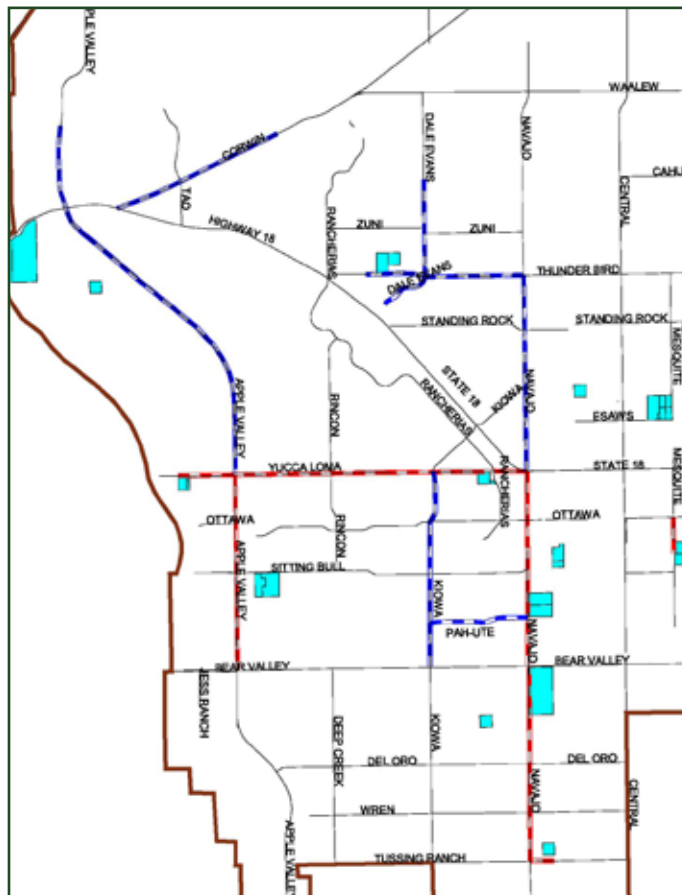 PPLE VALLEY
WAALEW
CORWIN
DALE EVANS
NAVAJO
CENTRAL
CAHU
TAO
HIGHWAY 18
RANCHERIAS
ZUNI
ZUNI
DALE EVANS
THUNDER BIRD
STANDING ROCK
STANDING ROCK
MESQUITE
STATE 18
RANCHERIAS
KIOWA
NAVAJO
APPLE VALLEY
RINCON
ESAWS
YUCCA LOMA
RANCHERIAS
STATE 18
MESQUITE
OTTAWA
RINCON
OTTAWA
APPLE VALLEY
SITTING BULL
KIOWA
PAH-UTE
NAVAJO
BEAR VALLEY
BEAR VALLEY
JESS RANCH
DEEP CREEK
KIOWA
DEL ORO
DEL ORO
NAVAJO
CENTRAL
WREN
APPLE VALLEY
TUSSING RANCH